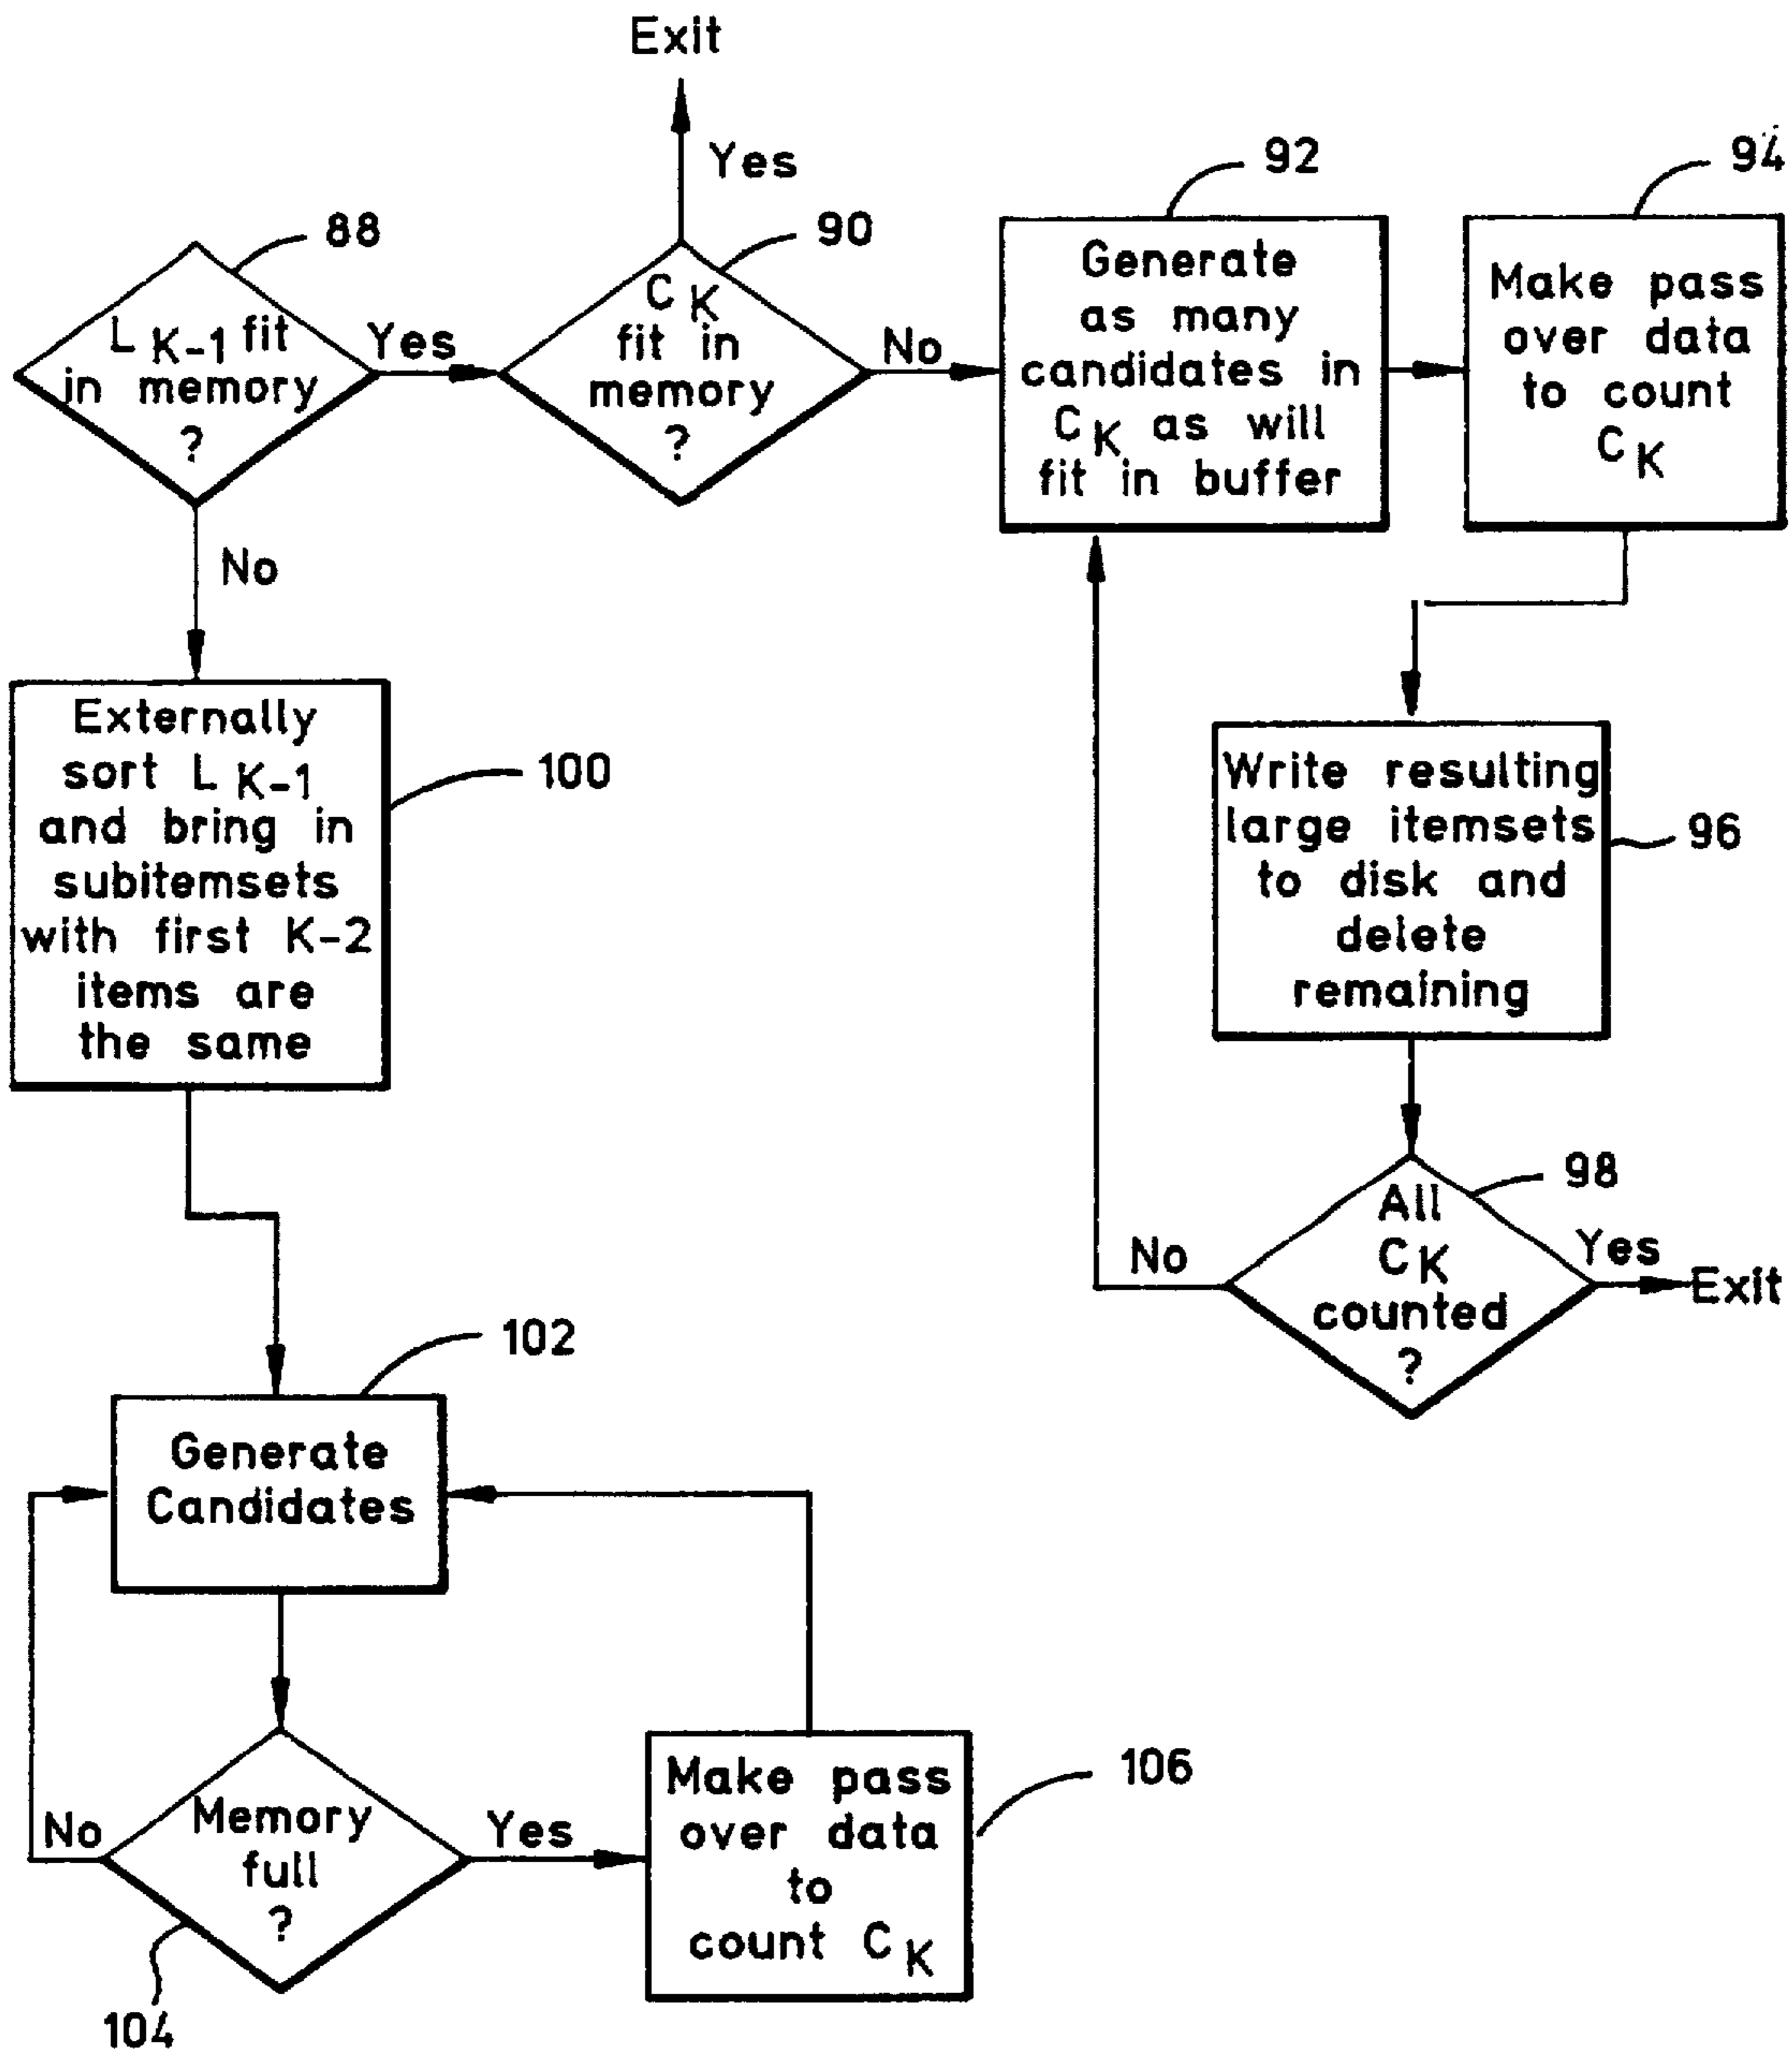 Exit
Yes
88
L K-1 fit
in memory
?
Yes
90
C K
fit in
memory
?
No
92
Generate
as many
candidates in
C K as will
fit in buffer
94
Make pass
over data
to count
C K
No
Externally
sort L K-1
and bring in
subitemsets
with first K-2
items are
the same
100
Write resulting
large itemsets
to disk and
delete
remaining
96
98
All
C K
counted
?
No
Yes
Exit
102
Generate
Candidates
Memory
full
?
No
Yes
104
Make pass
over data
to
count C K
106